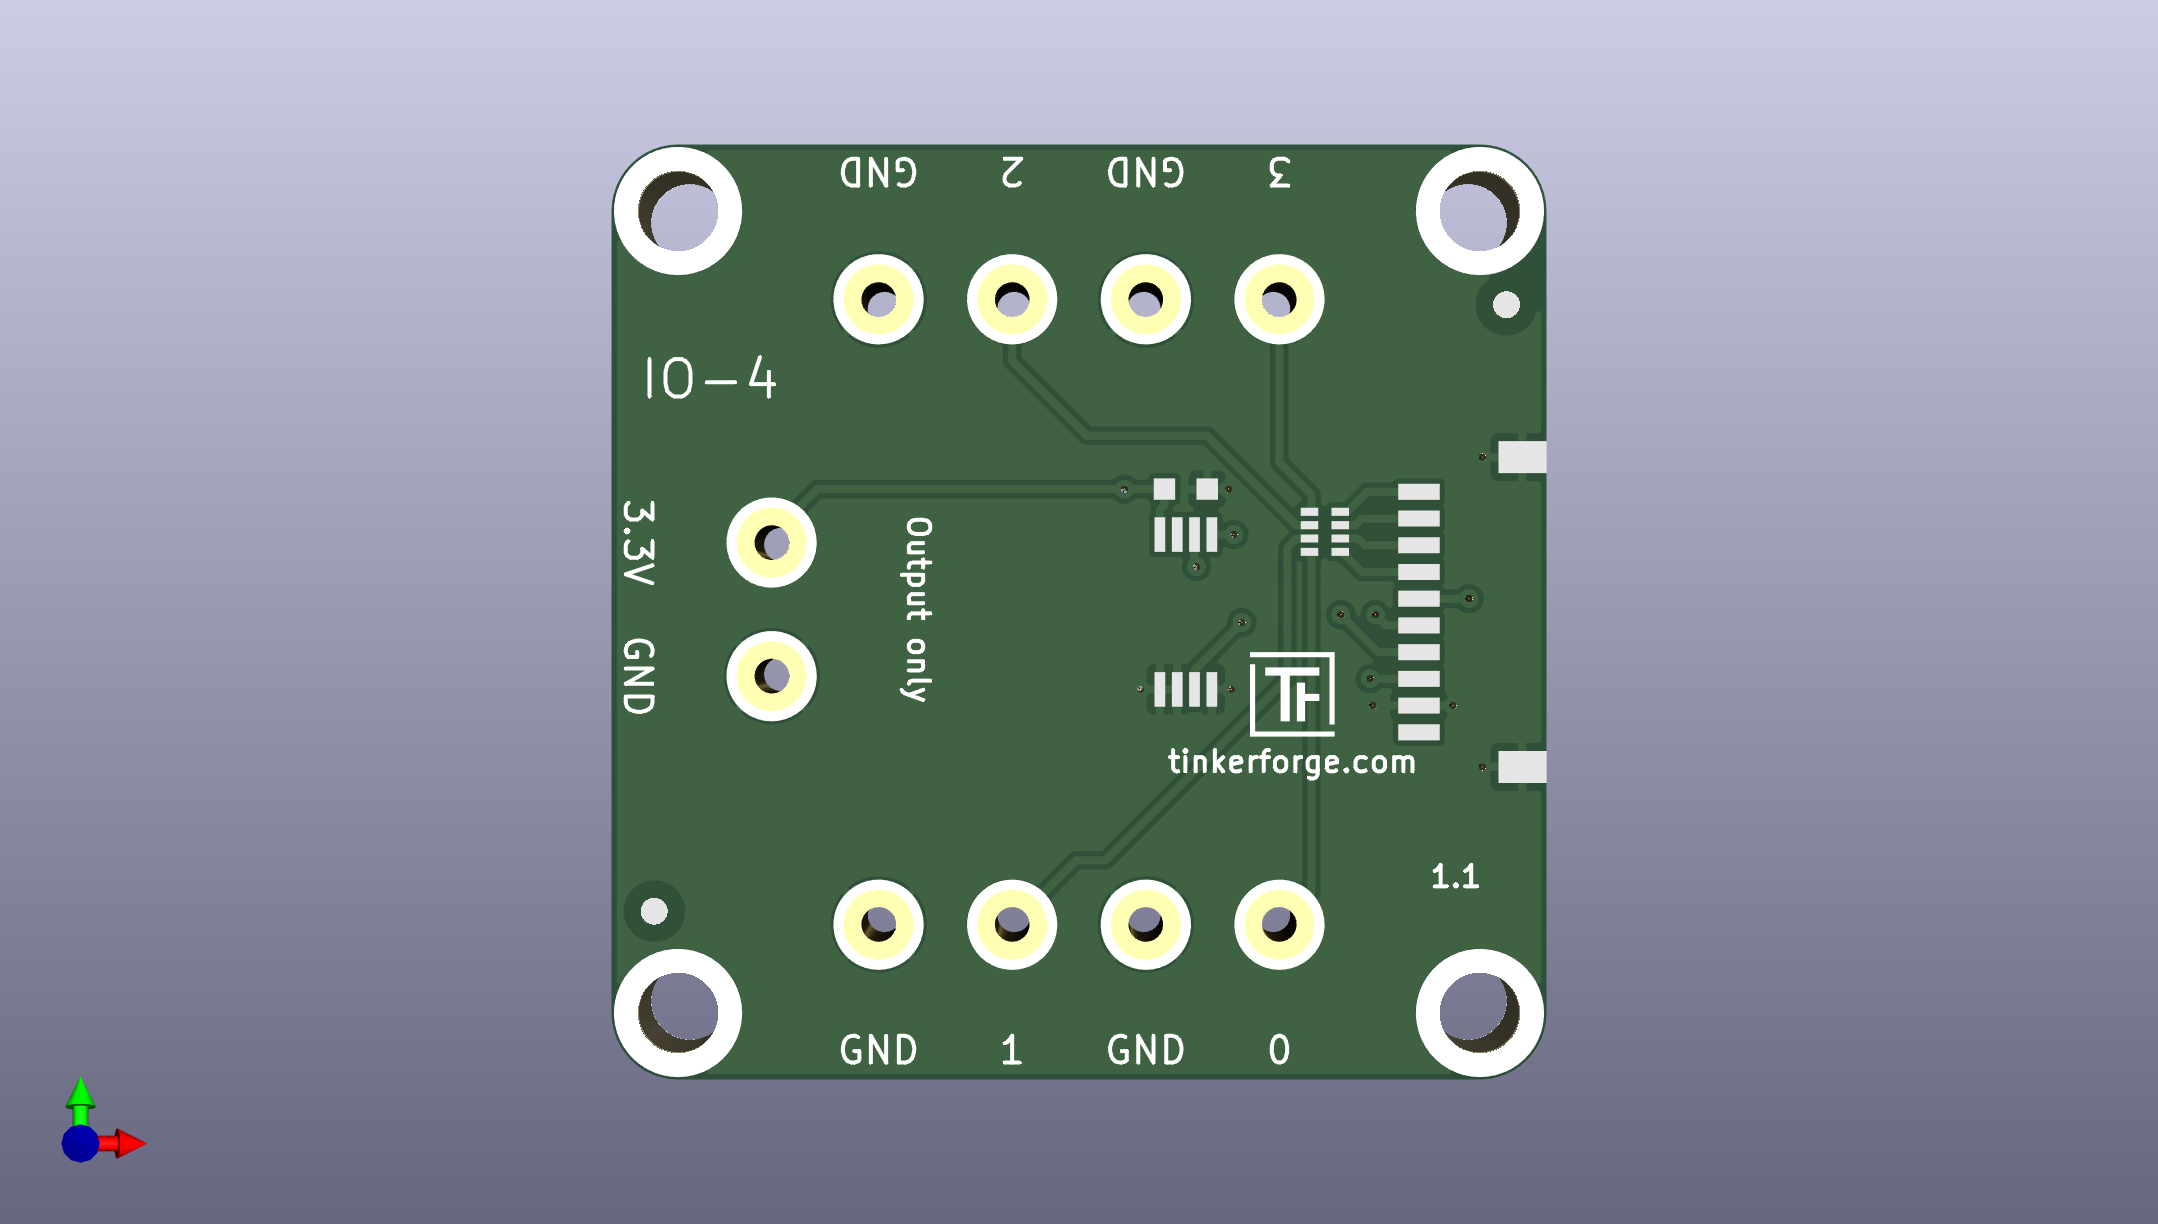 GND 2 GND 3
IO-4
3.3V
GND
Output only
TF
tinkerforge.com
1.1
GND 1 GND 0